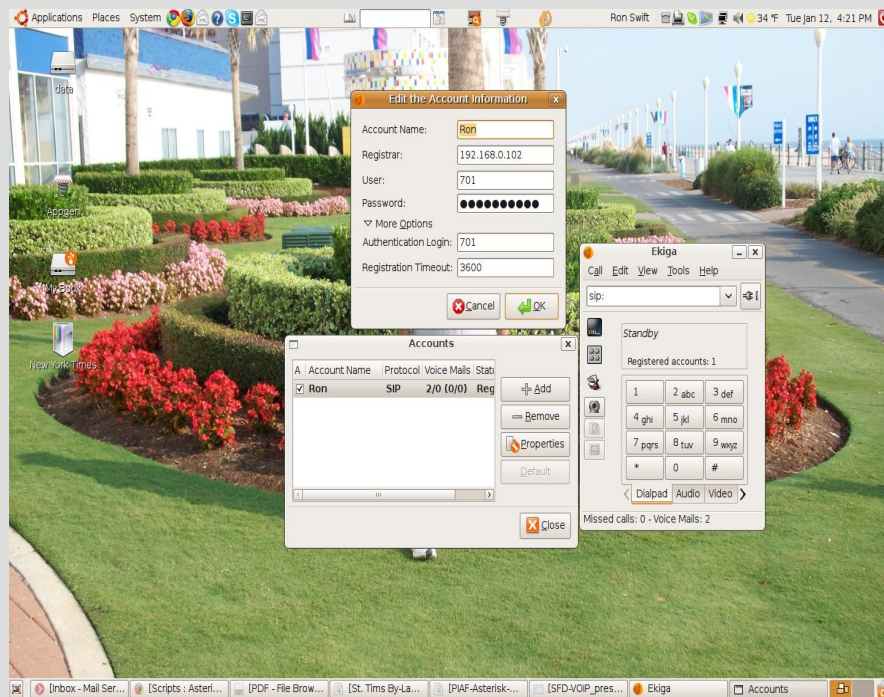 Applications Places System
Ron Swift
34 °F Tue Jan 12, 4:21 PM
data
Appgen
My Book
New York Times
Edit the Account Information
Account Name: Ron
Registrar: 192.168.0.102
User: 701
Password: ●●●●●●●●●●
More Options
Authentication Login: 701
Registration Timeout: 3600
Cancel OK
Accounts
A Account Name Protocol Voice Mails Stat
Ron SIP 2/0 (0/0) Reg
Add
Remove
Properties
Default
Close
Ekiga
Call Edit View Tools Help
sip:
Standby
Registered accounts: 1
1 2 abc 3 def
4 ghi 5 jkl 6 mno
7 pqrs 8 tuv 9 wxyz
* 0 #
Dialpad Audio Video
Missed calls: 0 - Voice Mails: 2
[Inbox - Mail Ser... [Scripts : Asteri... [PDF - File Brow... [St. Tims By-La... [PIAF-Asterisk-... [SFD-VOIP_pres... Ekiga Accounts